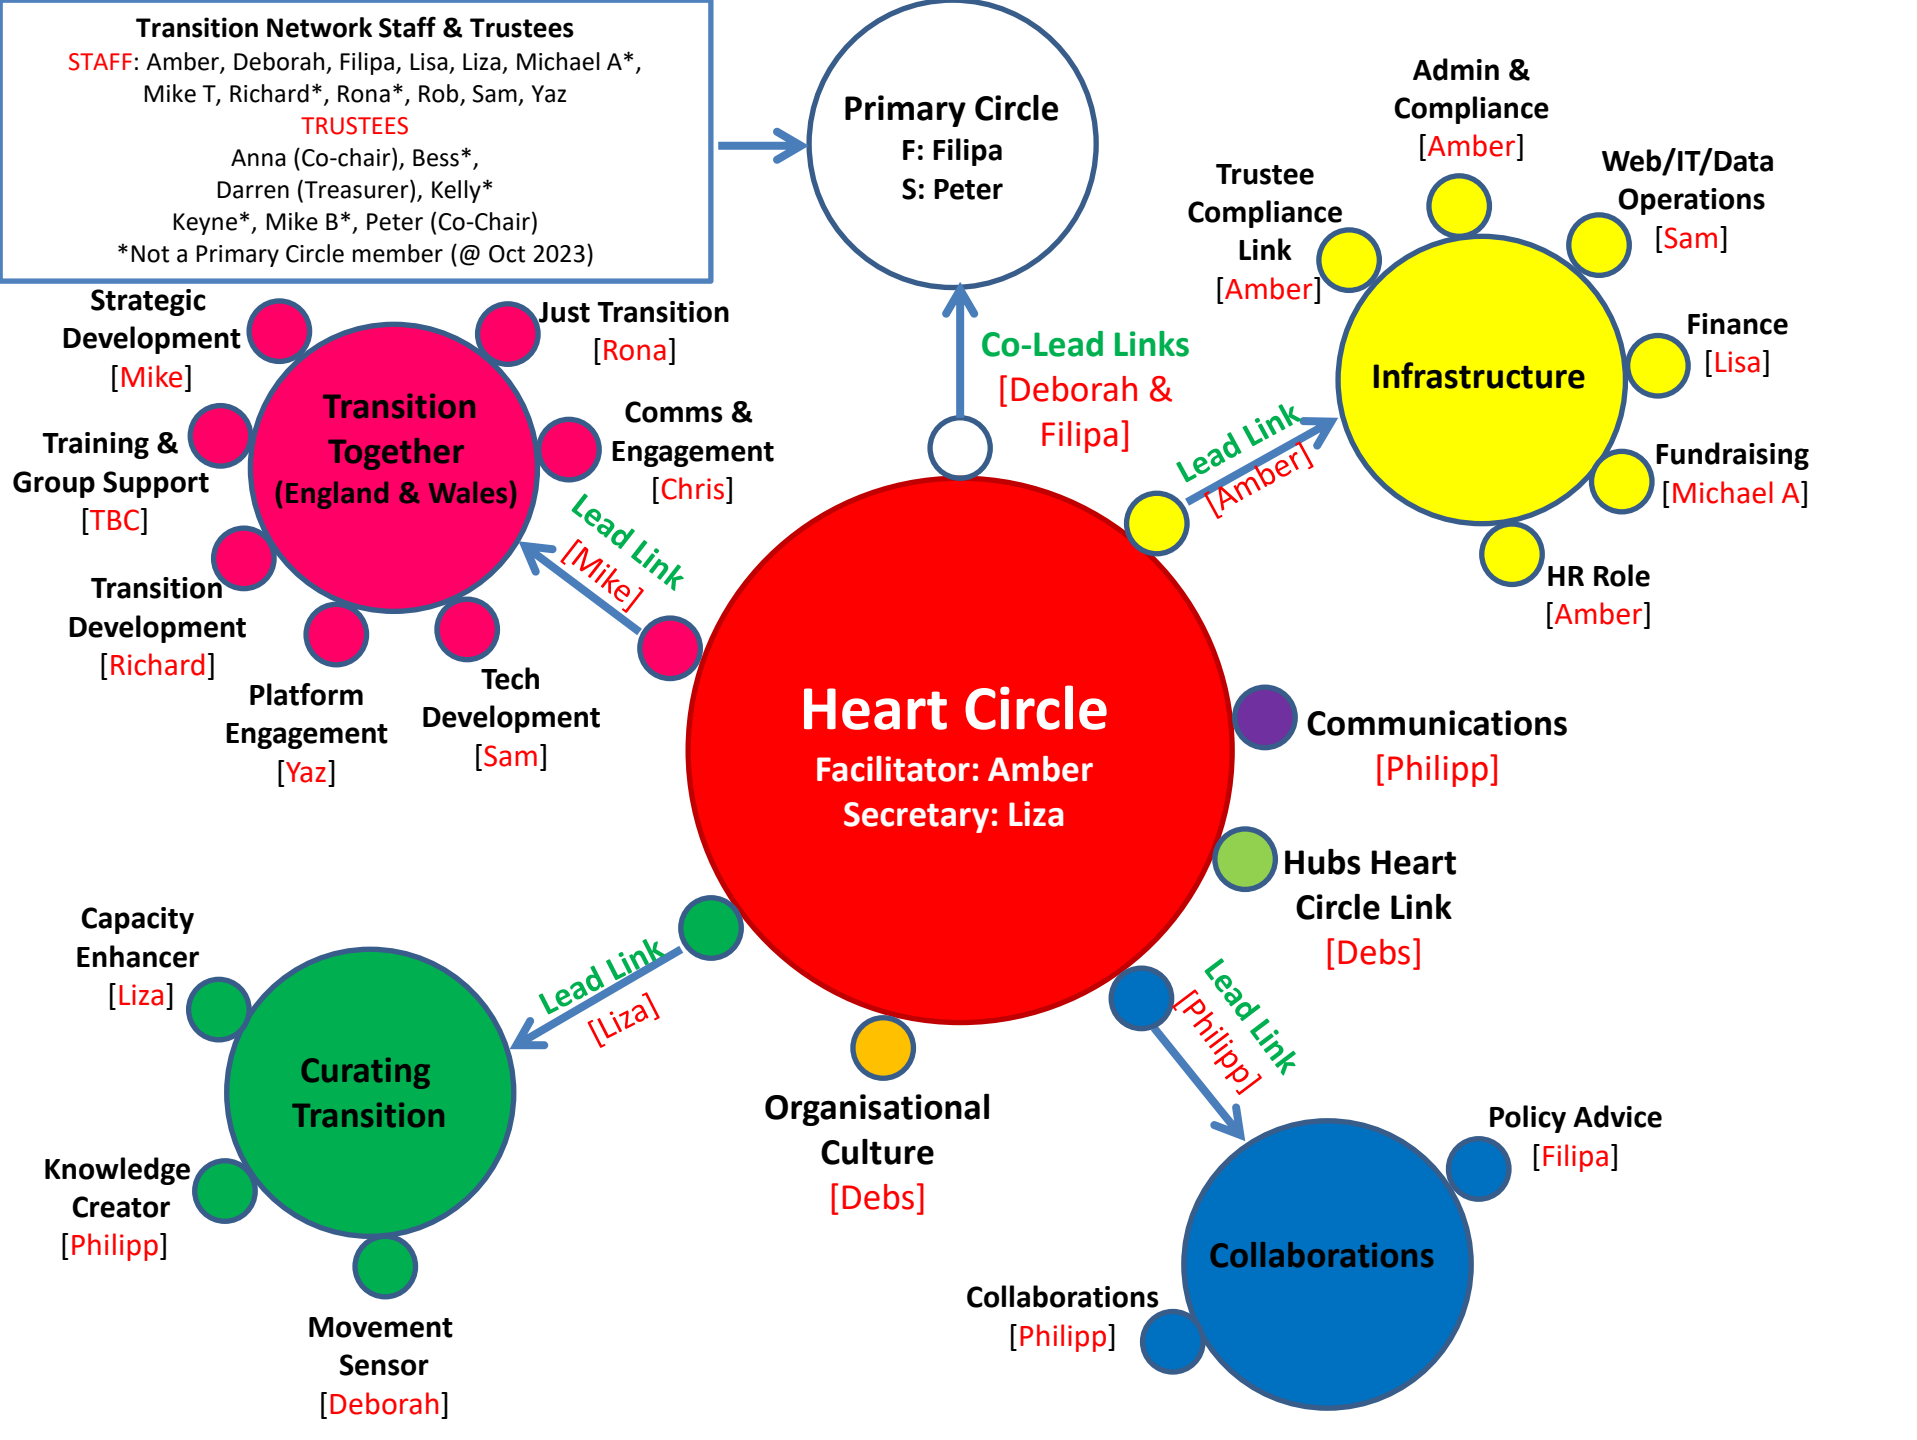 Transition Network Staff & Trustees
STAFF: Amber, Deborah, Filipa, Lisa, Liza, Michael A*,
Mike T, Richard*, Rona*, Rob, Sam, Yaz
TRUSTEES
Anna (Co-chair), Bess*,
Darren (Treasurer), Kelly*
Keyne*, Mike B*, Peter (Co-Chair)
*Not a Primary Circle member (@ Oct 2023)
Primary Circle
F: Filipa
S: Peter
Co-Lead Links
[Deborah &
Filipa]
Admin &
Compliance
[Amber]
Trustee
Compliance
Link
[Amber]
Web/IT/Data
Operations
[Sam]
Finance
[Lisa]
Fundraising
[Michael A]
HR Role
[Amber]
Infrastructure
Lead Link
[Amber]
Strategic
Development
[Mike]
Just Transition
[Rona]
Comms &
Engagement
[Chris]
Training &
Group Support
[TBC]
Transition
Development
[Richard]
Platform
Engagement
[Yaz]
Tech
Development
[Sam]
Transition
Together
(England & Wales)
Lead Link
[Mike]
Heart Circle
Facilitator: Amber
Secretary: Liza
Communications
[Philipp]
Hubs Heart
Circle Link
[Debs]
Capacity
Enhancer
[Liza]
Lead Link
[Liza]
Curating
Transition
Knowledge
Creator
[Philipp]
Movement
Sensor
[Deborah]
Organisational
Culture
[Debs]
Lead Link
[Philipp]
Policy Advice
[Filipa]
Collaborations
Collaborations
[Philipp]